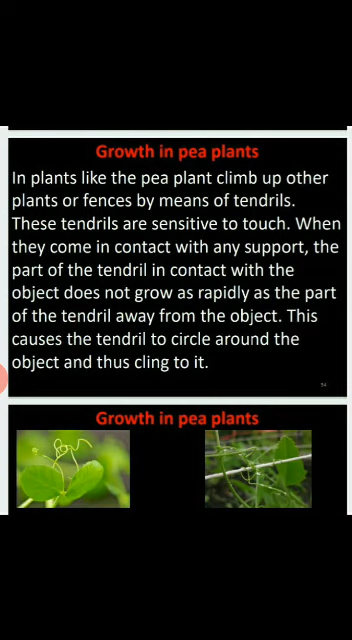 Growth in pea plants
In plants like the pea plant climb up other
plants or fences by means of tendrils.
These tendrils are sensitive to touch. When
they come in contact with any support, the
part of the tendril in contact with the
object does not grow as rapidly as the part
of the tendril away from the object. This
causes the tendril to circle around the
object and thus cling to it.
54
Growth in pea plants